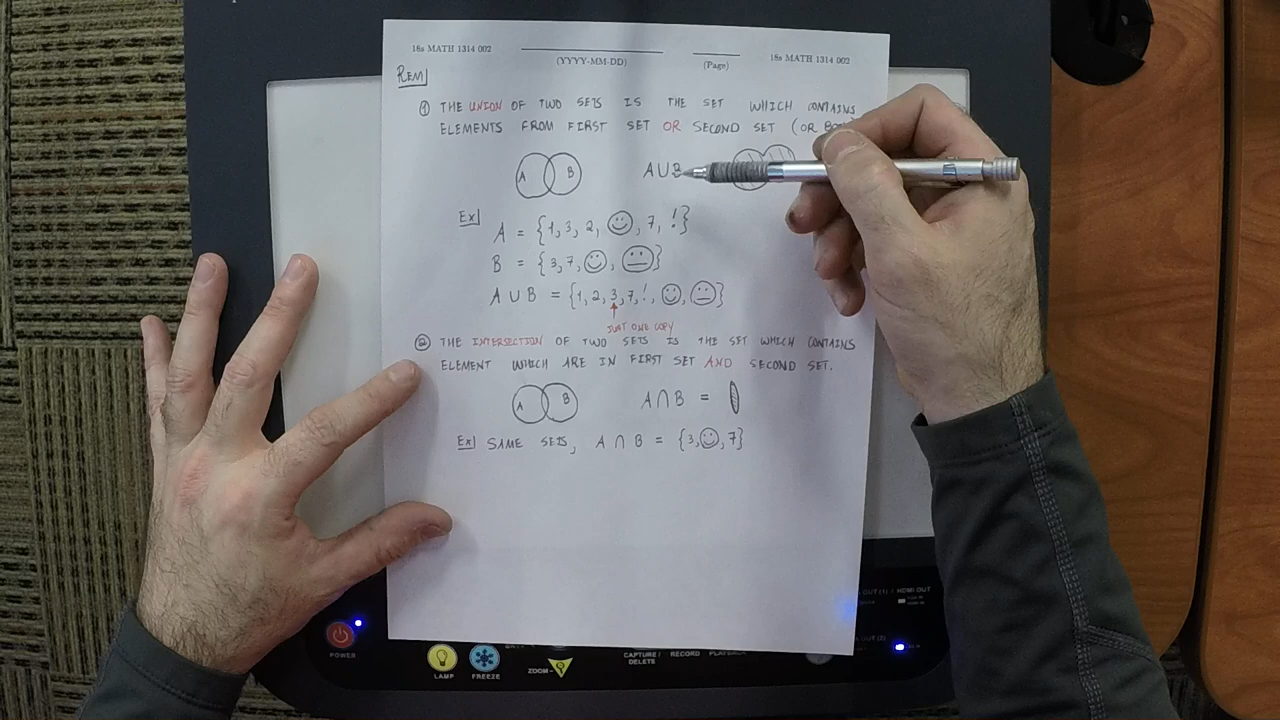 18s MATH 1314 002 (YYYY-MM-DD) (Page) 18s MATH 1314 002
REM
① THE UNION OF TWO SETS IS THE SET WHICH CONTAINS
ELEMENTS FROM FIRST SET OR SECOND SET (OR
A B A∪B
Ex A = {1, 3, 2, ☺, 7, !}
B = {3, 7, ☺, 😐}
A ∪ B = {1, 2, 3, 7, !, ☺, 😐}
JUST ONE COPY
② THE INTERSECTION OF TWO SETS IS THE SET WHICH CONTAINS
ELEMENT WHICH ARE IN FIRST SET AND SECOND SET.
A B A∩B =
Ex SAME SETS, A ∩ B = {3, ☺, 7}
POWER
LAMP
FREEZE
ZOOM
CAPTURE / DELETE
RECORD
HDMI OUT